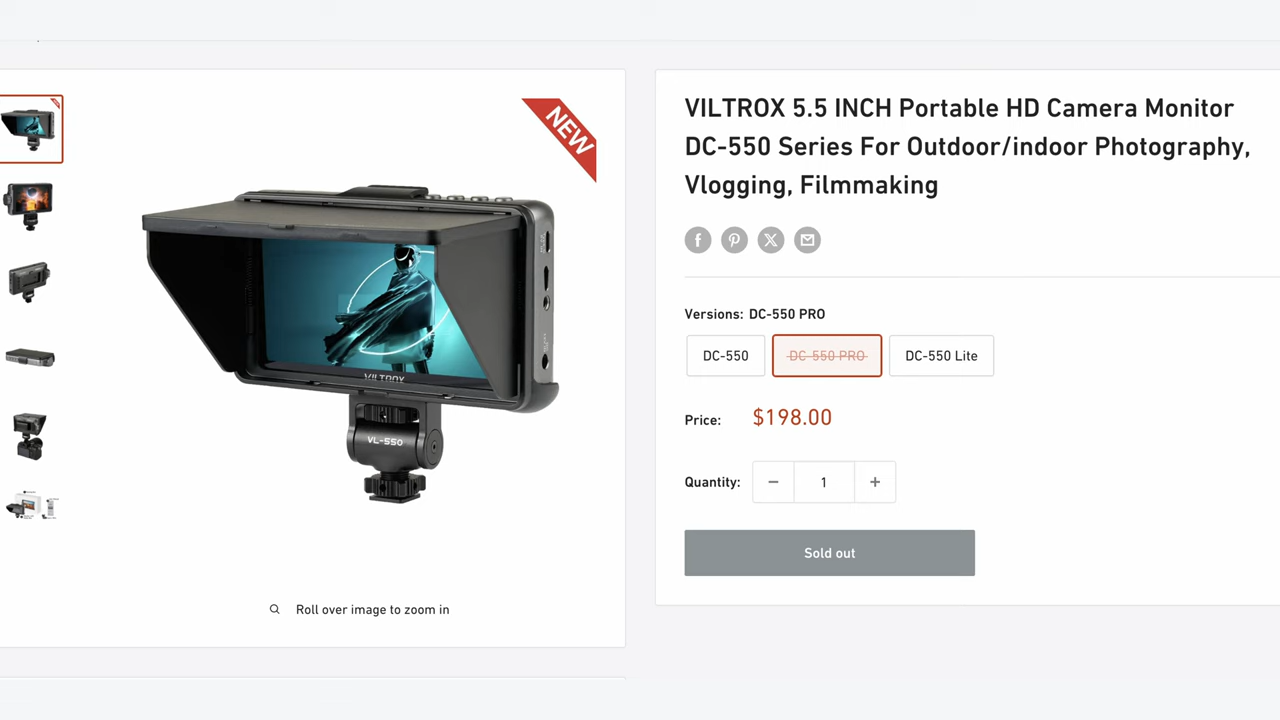 NEW
VILTROX
VL-550
Roll over image to zoom in
VILTROX 5.5 INCH Portable HD Camera Monitor
DC-550 Series For Outdoor/indoor Photography,
Vlogging, Filmmaking
Versions: DC-550 PRO
DC-550 DC-550 PRO DC-550 Lite
Price: $198.00
Quantity: − 1 +
Sold out